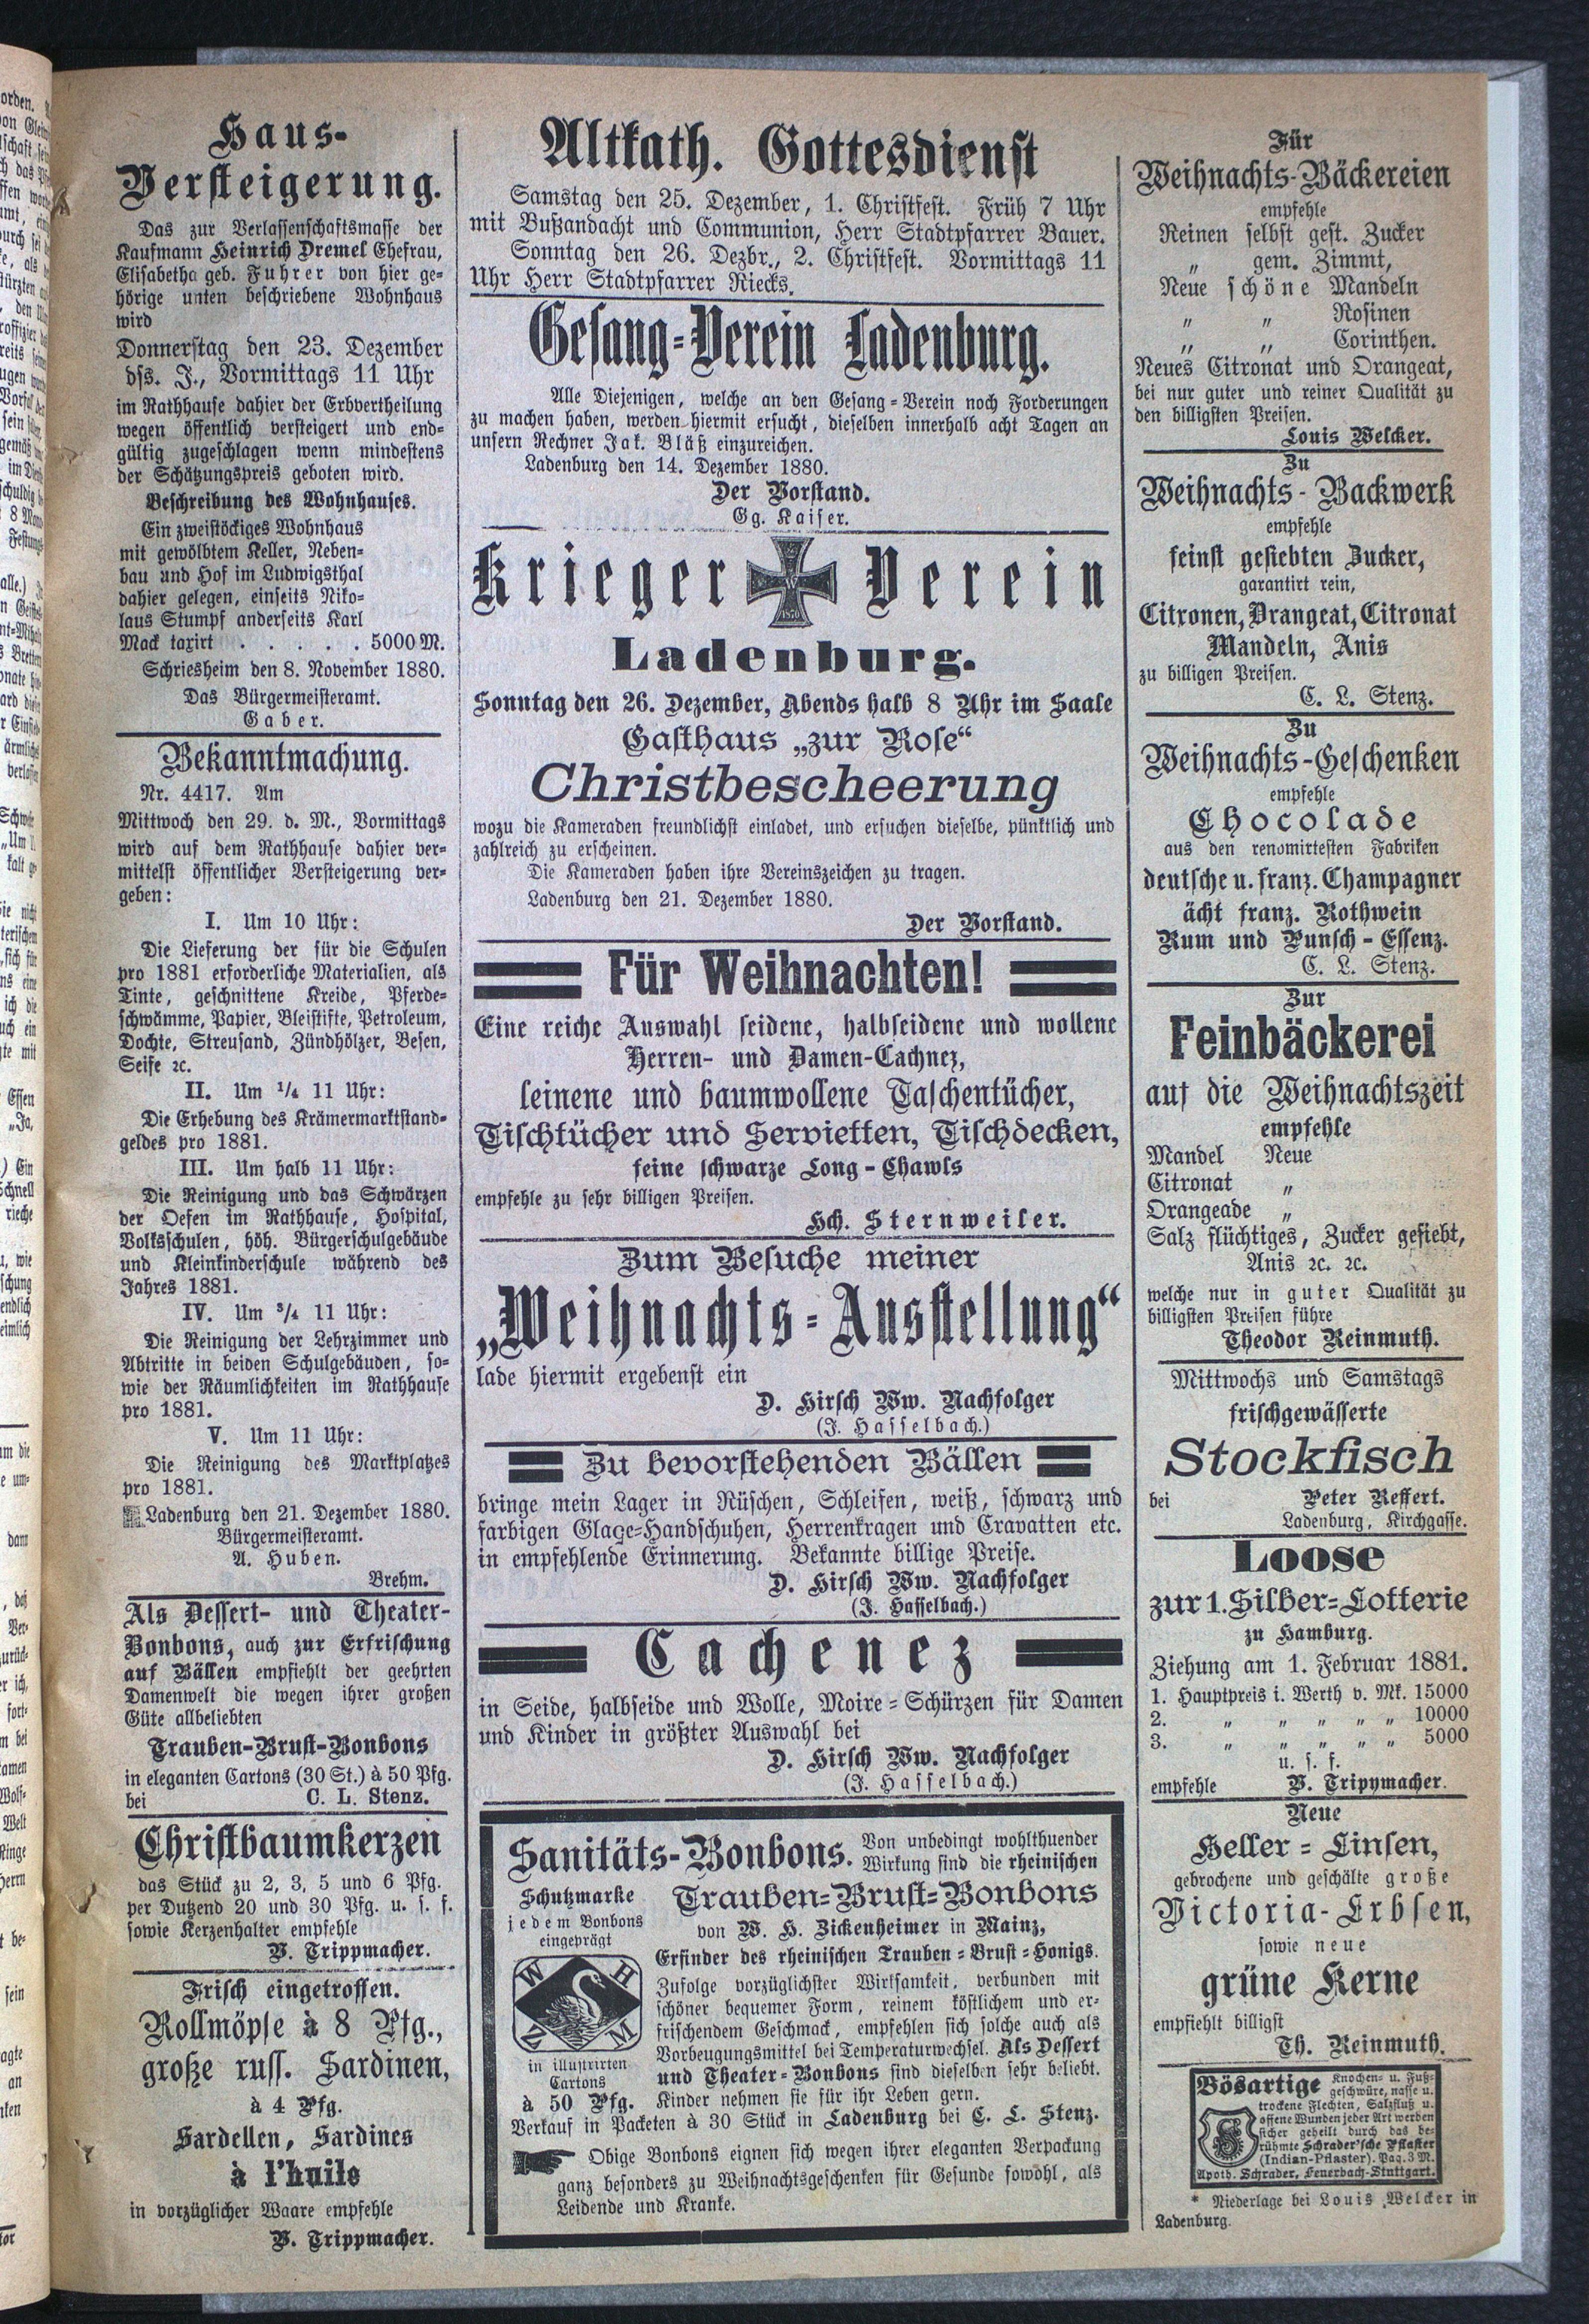 Haus-
Versteigerung.
Das zur Verlassenschaftsmasse der
Kaufmann Heinrich Dremel Ehefrau,
Elisabetha geb. Fuhrer von hier ge-
hörige unten beschriebene Wohnhaus
wird
Donnerstag den 23. Dezember
dss. J., Vormittags 11 Uhr
im Rathhause dahier der Erbvertheilung
wegen öffentlich versteigert und end-
gültig zugeschlagen wenn mindestens
der Schätzungspreis geboten wird.
Beschreibung des Wohnhauses.
Ein zweistöckiges Wohnhaus
mit gewölbtem Keller, Neben-
bau und Hof im Ludwigsthal
dahier gelegen, einseits Niko-
laus Stumpf anderseits Karl
Mack taxirt . . . . . 5000 M.
Schriesheim den 8. November 1880.
Das Bürgermeisteramt.
Gaber.
Bekanntmachung.
Nr. 4417. Am
Mittwoch den 29. d. M., Vormittags
wird auf dem Rathhause dahier ver-
mittelst öffentlicher Versteigerung ver-
geben:
I. Um 10 Uhr:
Die Lieferung der für die Schulen
pro 1881 erforderliche Materialien, als
Tinte, geschnittene Kreide, Pferde-
schwämme, Papier, Bleistifte, Petroleum,
Dochte, Streusand, Zündhölzer, Besen,
Seife ꝛc.
II. Um 1/4 11 Uhr:
Die Erhebung des Krämermarktstand-
geldes pro 1881.
III. Um halb 11 Uhr:
Die Reinigung und das Schwärzen
der Oefen im Rathhause, Hospital,
Volksschulen, höh. Bürgerschulgebäude
und Kleinkinderschule während des
Jahres 1881.
IV. Um 3/4 11 Uhr:
Die Reinigung der Lehrzimmer und
Abtritte in beiden Schulgebäuden, so-
wie der Räumlichkeiten im Rathhause
pro 1881.
V. Um 11 Uhr:
Die Reinigung des Marktplatzes
pro 1881.
Ladenburg den 21. Dezember 1880.
Bürgermeisteramt.
A. Huben.
Brehm.
Als Dessert- und Theater-
Bonbons, auch zur Erfrischung
auf Bällen empfiehlt der geehrten
Damenwelt die wegen ihrer großen
Güte allbeliebten
Trauben-Brust-Bonbons
in eleganten Cartons (30 St.) à 50 Pfg.
bei C. L. Stenz.
Christbaumkerzen
das Stück zu 2, 3, 5 und 6 Pfg.
per Dutzend 20 und 30 Pfg. u. s. f.
sowie Kerzenhalter empfehle
B. Trippmacher.
Frisch eingetroffen.
Rollmöpse à 8 Pfg.,
große russ. Sardinen,
à 4 Pfg.
Sardellen, Sardines
à l'huile
in vorzüglicher Waare empfehle
B. Trippmacher.
Altkath. Gottesdienst
Samstag den 25. Dezember, 1. Christfest. Früh 7 Uhr
mit Bußandacht und Communion, Herr Stadtpfarrer Bauer.
Sonntag den 26. Dezbr., 2. Christfest. Vormittags 11
Uhr Herr Stadtpfarrer Riecks.
Gesang-Verein Ladenburg.
Alle Diejenigen, welche an den Gesang-Verein noch Forderungen
zu machen haben, werden hiermit ersucht, dieselben innerhalb acht Tagen an
unsern Rechner Jak. Bläß einzureichen.
Ladenburg den 14. Dezember 1880.
Der Vorstand.
Gg. Kaiser.
Krieger W 1870 Verein
Ladenburg.
Sonntag den 26. Dezember, Abends halb 8 Uhr im Saale
Gasthaus „zur Rose“
Christbescheerung
wozu die Kameraden freundlichst einladet, und ersuchen dieselbe, pünktlich und
zahlreich zu erscheinen.
Die Kameraden haben ihre Vereinszeichen zu tragen.
Ladenburg den 21. Dezember 1880.
Der Vorstand.
Für Weihnachten!
Eine reiche Auswahl seidene, halbseidene und wollene
Herren- und Damen-Cachnez,
leinene und baumwollene Taschentücher,
Tischtücher und Servietten, Tischdecken,
feine schwarze Long-Chawls
empfehle zu sehr billigen Preisen.
Hch. Sternweiler.
Zum Besuche meiner
„Weihnachts-Ausstellung“
lade hiermit ergebenst ein
D. Hirsch Ww. Nachfolger
(J. Hasselbach.)
Zu bevorstehenden Bällen
bringe mein Lager in Rüschen, Schleifen, weiß, schwarz und
farbigen Glage-Handschuhen, Herrenkragen und Cravatten etc.
in empfehlende Erinnerung. Bekannte billige Preise.
D. Hirsch Ww. Nachfolger
(J. Hasselbach.)
Cachenez
in Seide, halbseide und Wolle, Moire-Schürzen für Damen
und Kinder in größter Auswahl bei
D. Hirsch Ww. Nachfolger
(J. Hasselbach.)
Sanitäts-Bonbons. Von unbedingt wohlthuender
Wirkung sind die rheinischen
Schutzmarke
jedem Bonbons
eingeprägt
W H
Z M
in illustrirten
Cartons
à 50 Pfg.
Trauben-Brust-Bonbons
von W. H. Zickenheimer in Mainz,
Erfinder des rheinischen Trauben-Brust-Honigs.
Zufolge vorzüglichster Wirksamkeit, verbunden mit
schöner bequemer Form, reinem köstlichem und er-
frischendem Geschmack, empfehlen sich solche auch als
Vorbeugungsmittel bei Temperaturwechsel. Als Dessert
und Theater-Bonbons sind dieselben sehr beliebt.
Kinder nehmen sie für ihr Leben gern.
Verkauf in Packeten à 30 Stück in Ladenburg bei C. L. Stenz.
Obige Bonbons eignen sich wegen ihrer eleganten Verpackung
ganz besonders zu Weihnachtsgeschenken für Gesunde sowohl, als
Leidende und Kranke.
Für
Weihnachts-Bäckereien
empfehle
Reinen selbst gest. Zucker
„ gem. Zimmt,
Neue schöne Mandeln
„ „ Rosinen
„ „ Corinthen.
Neues Citronat und Orangeat,
bei nur guter und reiner Qualität zu
den billigsten Preisen.
Louis Welcker.
Zu
Weihnachts-Backwerk
empfehle
feinst gesiebten Zucker,
garantirt rein,
Citronen, Orangeat, Citronat
Mandeln, Anis
zu billigen Preisen.
C. L. Stenz.
Zu
Weihnachts-Geschenken
empfehle
Chocolade
aus den renomirtesten Fabriken
deutsche u. franz. Champagner
ächt franz. Rothwein
Rum und Punsch-Essenz.
C. L. Stenz.
Zur
Feinbäckerei
auf die Weihnachtszeit
empfehle
Mandel Neue
Citronat „
Orangeade „
Salz flüchtiges, Zucker gesiebt,
Anis ꝛc. ꝛc.
welche nur in guter Qualität zu
billigsten Preisen führe
Theodor Reinmuth.
Mittwochs und Samstags
frischgewässerte
Stockfisch
bei Peter Reffert.
Ladenburg, Kirchgasse.
Loose
zur 1. Silber-Lotterie
zu Hamburg.
Ziehung am 1. Februar 1881.
1. Hauptpreis i. Werth v. Mk. 15000
2. „ „ „ „ „ 10000
3. „ „ „ „ „ 5000
u. s. f.
empfehle B. Trippmacher.
Neue
Heller-Linsen,
gebrochene und geschälte große
Victoria-Erbsen,
sowie neue
grüne Kerne
empfiehlt billigst
Th. Reinmuth.
Bösartige Knochen- u. Fuß-
geschwüre, nasse u.
trockene Flechten, Salzfluß u.
offene Wunden jeder Art werden
sicher geheilt durch das be-
rühmte Schrader'sche Pflaster
(Indian-Pflaster). Paq. 3 M.
Apoth. Schrader, Feuerbach-Stuttgart.
* Niederlage bei Louis Welcker in
Ladenburg.